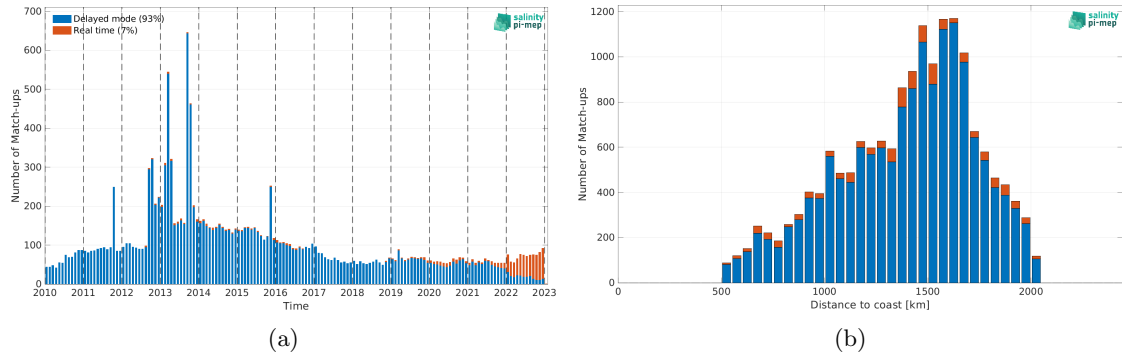 Delayed mode (93%)
Real time (7%)
salinity
pi-mep
700
600
500
400
300
200
100
0
Number of Match-ups
2010 2011 2012 2013 2014 2015 2016 2017 2018 2019 2020 2021 2022 2023
Time
(a)
salinity
pi-mep
1200
1000
800
600
400
200
0
Number of Match-ups
0 500 1000 1500 2000
Distance to coast [km]
(b)